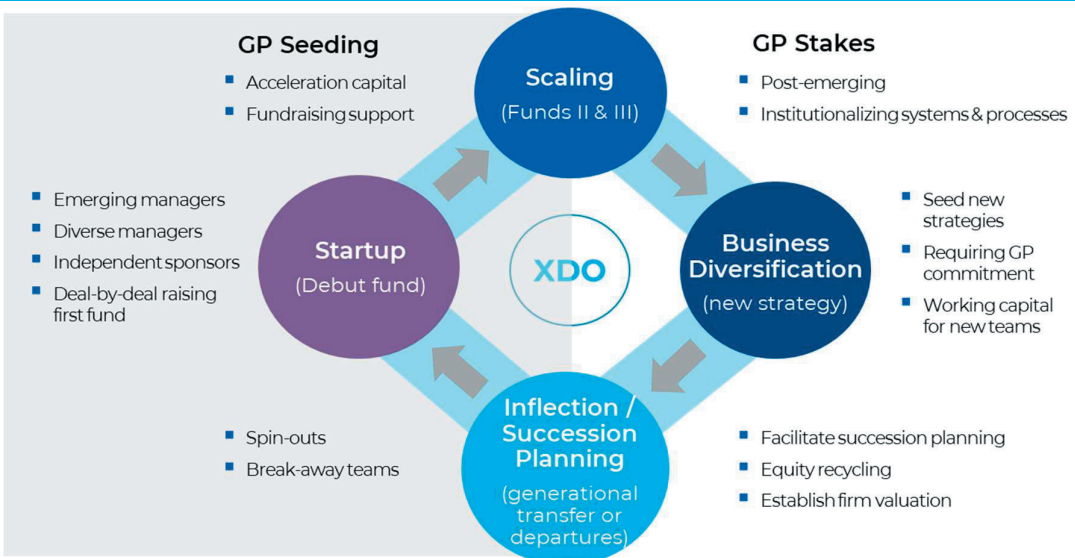 GP Seeding
Acceleration capital
Fundraising support
Scaling
(Funds II & III)
GP Stakes
Post-emerging
Institutionalizing systems & processes
Emerging managers
Diverse managers
Independent sponsors
Deal-by-deal raising
first fund
Startup
(Debut fund)
XDO
Business
Diversification
(new strategy)
Seed new
strategies
Requiring GP
commitment
Working capital
for new teams
Spin-outs
Break-away teams
Inflection /
Succession
Planning
(generational
transfer or
departures)
Facilitate succession planning
Equity recycling
Establish firm valuation